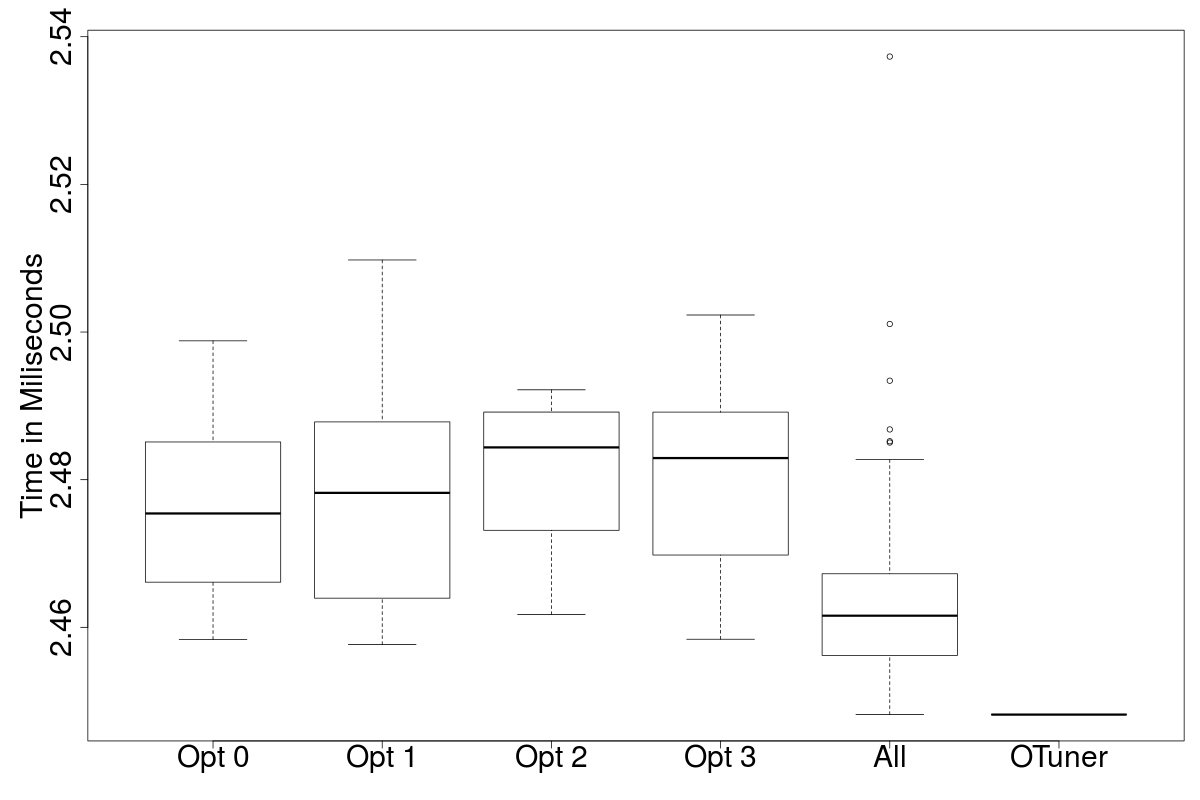 2.54
2.52
2.50
2.48
2.46
Time in Miliseconds
Opt 0
Opt 1
Opt 2
Opt 3
All
OTuner